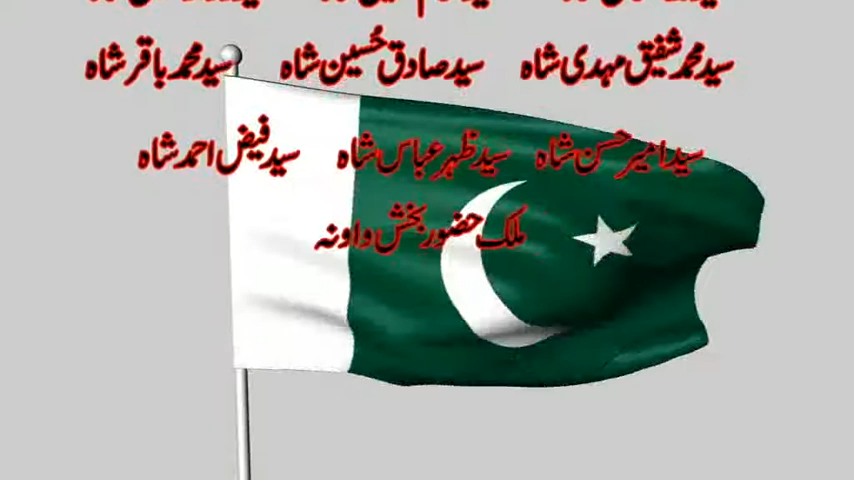 سید محمد شفیق مہدی شاہ سید صادق حسین شاہ سید محمد باقر شاہ
سید امیر حسن شاہ سید ظہر عباس شاہ سید فیض احمد شاہ
ملک حضور بخش واونہ